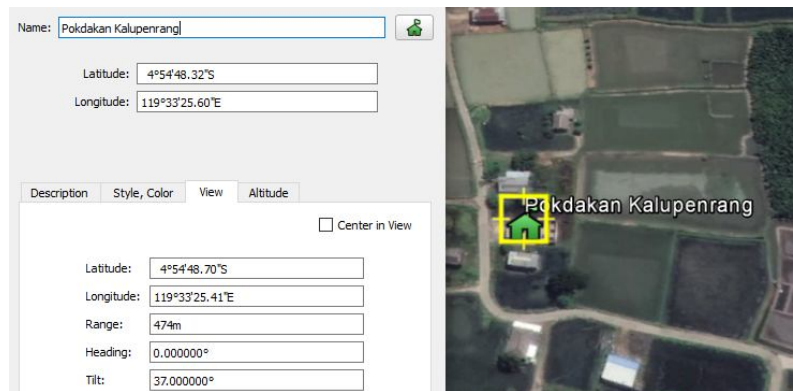 Name: Pokdakan Kalupenrang
Latitude: 4°54'48.32"S
Longitude: 119°33'25.60"E
Description Style, Color View Altitude
Center in View
Latitude: 4°54'48.70"S
Longitude: 119°33'25.41"E
Range: 474m
Heading: 0.000000°
Tilt: 37.000000°
Pokdakan Kalupenrang